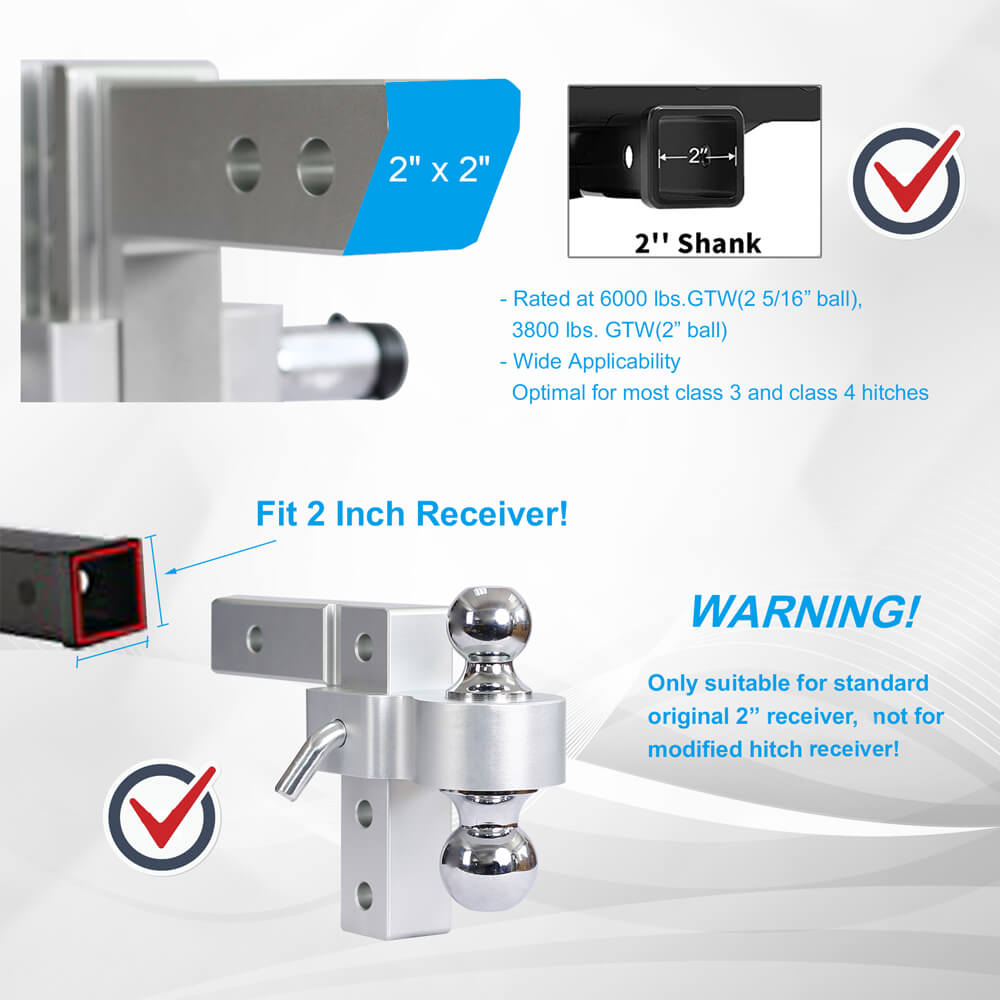 2" x 2"
2"
2'' Shank
- Rated at 6000 lbs.GTW(2 5/16” ball),
3800 lbs. GTW(2” ball)
- Wide Applicability
Optimal for most class 3 and class 4 hitches
Fit 2 Inch Receiver!
WARNING!
Only suitable for standard
original 2” receiver, not for
modified hitch receiver!